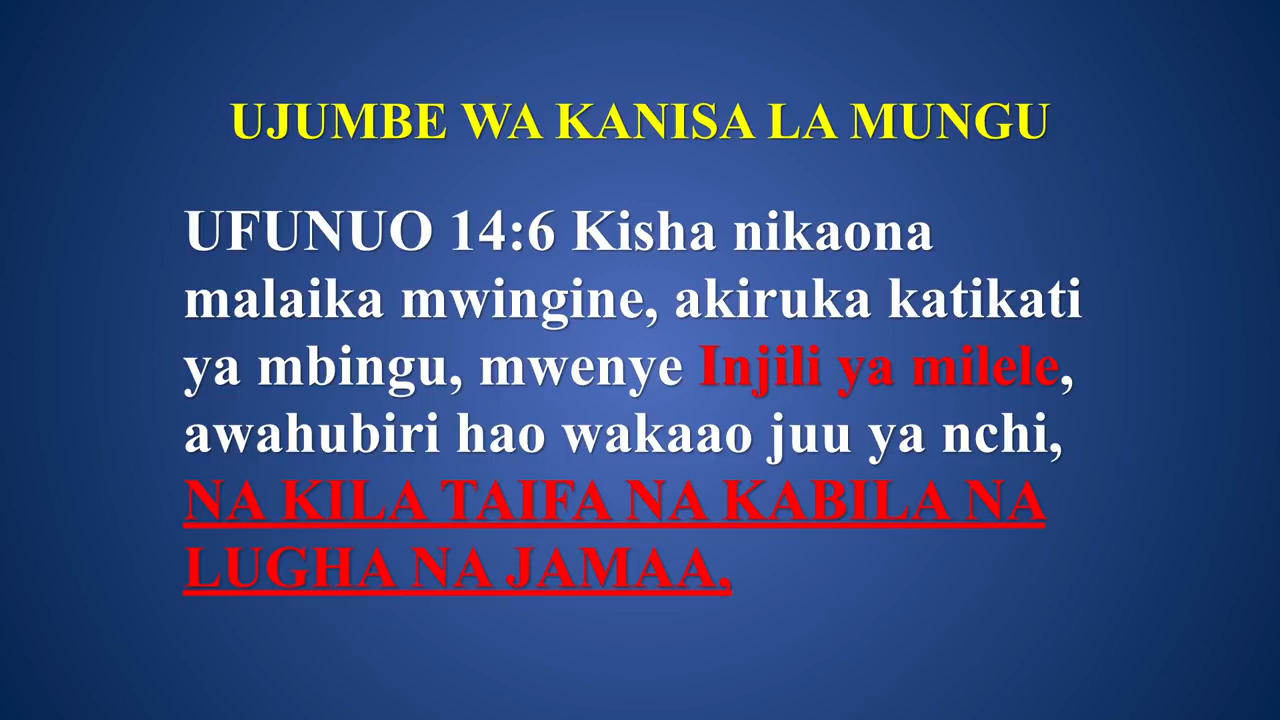 UJUMBE WA KANISA LA MUNGU
UFUNUO 14:6 Kisha nikaona
malaika mwingine, akiruka katikati
ya mbingu, mwenye Injili ya milele,
awahubiri hao wakaao juu ya nchi,
NA KILA TAIFA NA KABILA NA
LUGHA NA JAMAA,